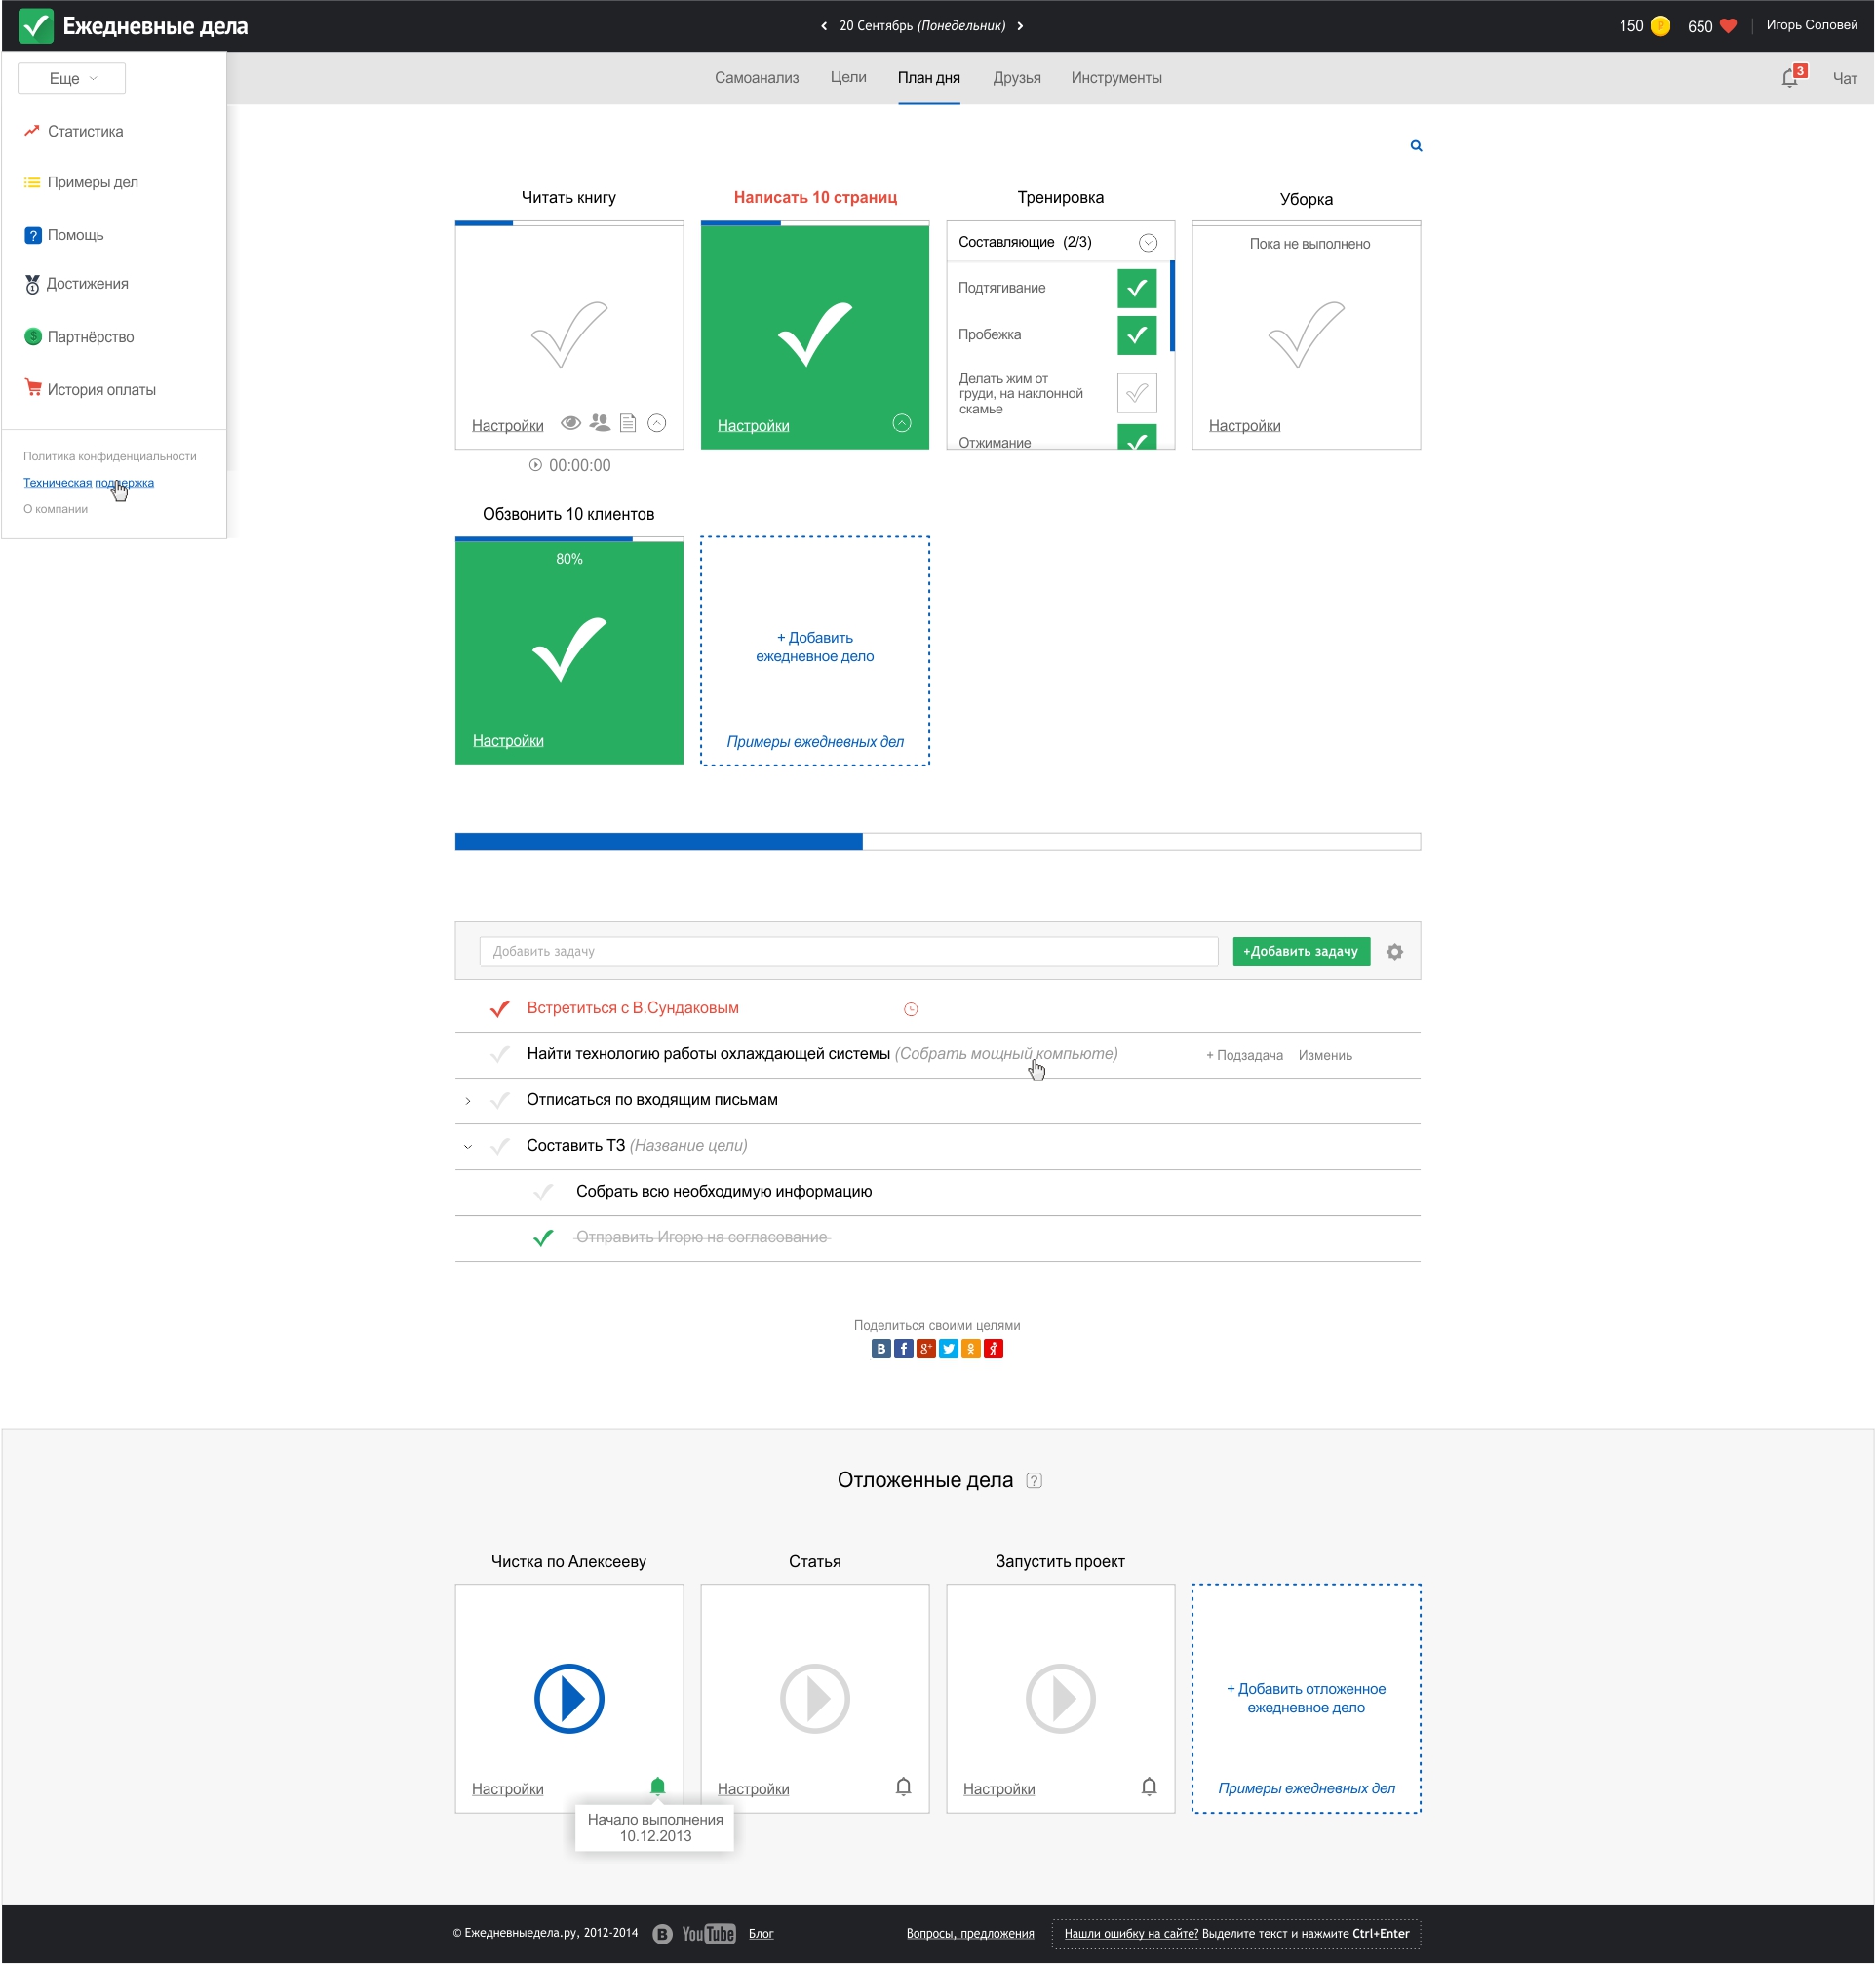 Ежедневные дела
20 Сентябрь (Понедельник)
150
650
Игорь Соловей
Еще
Самоанализ
Цели
План дня
Друзья
Инструменты
3
Чат
Статистика
Примеры дел
? Помощь
1 Достижения
$ Партнёрство
История оплаты
Политика конфиденциальности
Техническая поддержка
О компании
Читать книгу
Настройки
00:00:00
Написать 10 страниц
Настройки
Тренировка
Составляющие (2/3)
Подтягивание
Пробежка
Делать жим от
груди, на наклонной
скамье
Отжимание
Уборка
Пока не выполнено
Настройки
Обзвонить 10 клиентов
80%
Настройки
+ Добавить
ежедневное дело
Примеры ежедневных дел
Добавить задачу
+Добавить задачу
Встретиться с В.Сундаковым
Найти технологию работы охлаждающей системы (Собрать мощный компьюте)
+ Подзадача
Измениь
Отписаться по входящим письмам
Составить ТЗ (Название цели)
Собрать всю необходимую информацию
Отправить Игорю на согласование
Поделиться своими целями
В f g+ Я
Отложенные дела ?
Чистка по Алексееву
Настройки
Начало выполнения
10.12.2013
Статья
Настройки
Запустить проект
Настройки
+ Добавить отложенное
ежедневное дело
Примеры ежедневных дел
© Ежедневныедела.ру, 2012-2014
В
YouTube
Блог
Вопросы, предложения
Нашли ошибку на сайте? Выделите текст и нажмите Ctrl+Enter